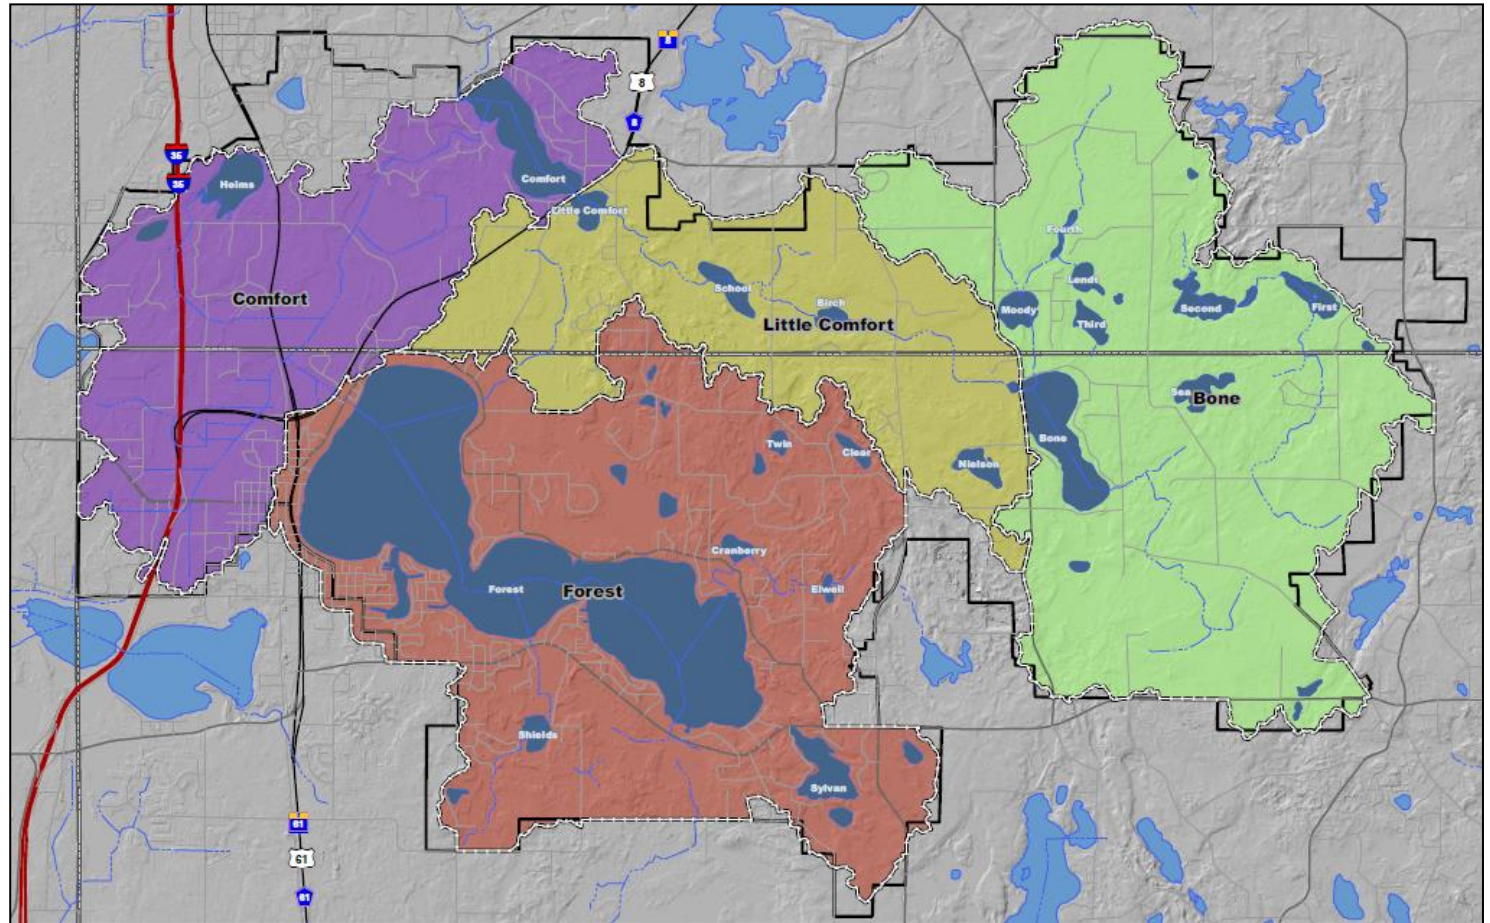 8
8
8
35
35
Helms
Comfort
Little Comfort
Fourth
Lendt
School
Comfort
Birch
Moody
Second
First
Third
Little Comfort
Sea
Bone
Bone
Twin
Clear
Nielson
Cranberry
Forest
Forest
Elwell
Shields
Sylvan
61
61
61